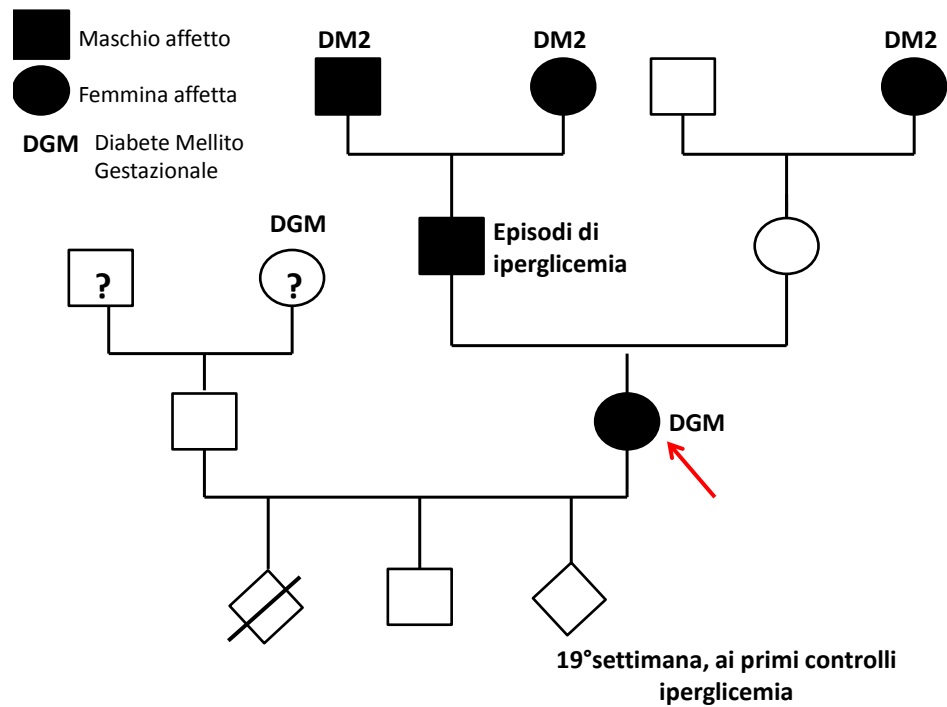 Maschio affetto
Femmina affetta
DGM Diabete Mellito
Gestazionale
DM2
DM2
DM2
Episodi di
iperglicemia
DGM
?
?
DGM
19°settimana, ai primi controlli
iperglicemia